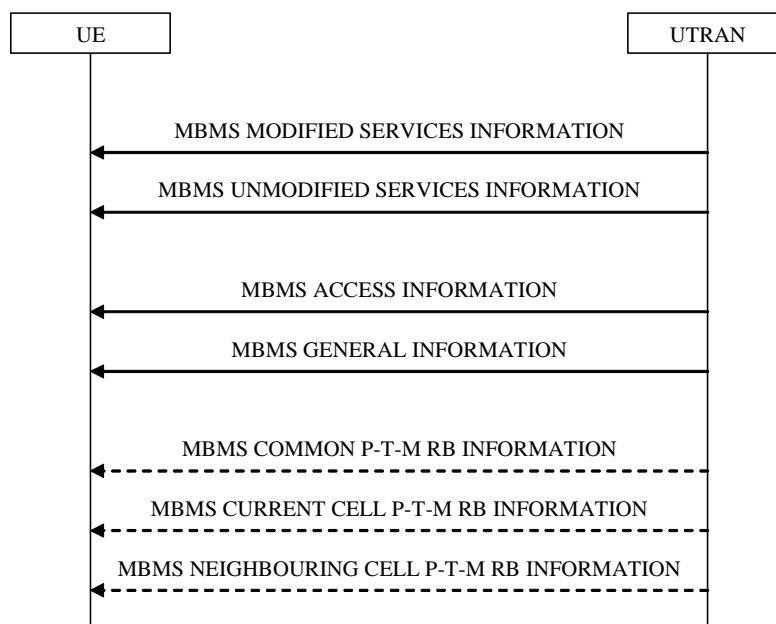 UE
UTRAN
MBMS MODIFIED SERVICES INFORMATION
MBMS UNMODIFIED SERVICES INFORMATION
MBMS ACCESS INFORMATION
MBMS GENERAL INFORMATION
MBMS COMMON P-T-M RB INFORMATION
MBMS CURRENT CELL P-T-M RB INFORMATION
MBMS NEIGHBOURING CELL P-T-M RB INFORMATION